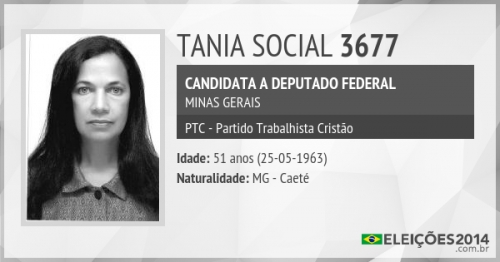 TANIA SOCIAL 3677
CANDIDATA A DEPUTADO FEDERAL
MINAS GERAIS
PTC - Partido Trabalhista Cristão
Idade: 51 anos (25-05-1963)
Naturalidade: MG - Caeté
ELEIÇÕES2014
.com.br